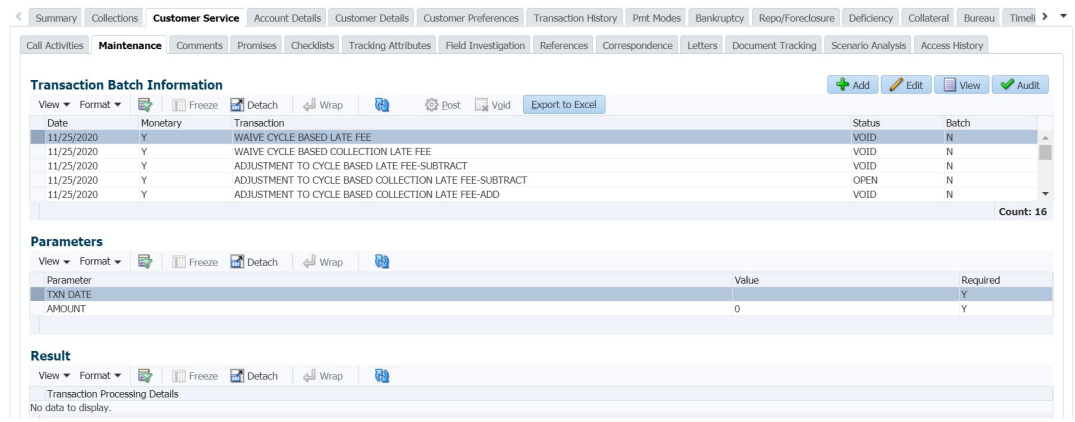 Summary Collections Customer Service Account Details Customer Details Customer Preferences Transaction History Pmt Modes Bankruptcy Repo/Foreclosure Deficiency Collateral Bureau Timeli
Call Activities Maintenance Comments Promises Checklists Tracking Attributes Field Investigation References Correspondence Letters Document Tracking Scenario Analysis Access History
Transaction Batch Information Add Edit View Audit
View Format Freeze Detach Wrap Post Void Export to Excel
Date Monetary Transaction Status Batch
11/25/2020 Y WAIVE CYCLE BASED LATE FEE VOID N
11/25/2020 Y WAIVE CYCLE BASED COLLECTION LATE FEE VOID N
11/25/2020 Y ADJUSTMENT TO CYCLE BASED LATE FEE-SUBTRACT VOID N
11/25/2020 Y ADJUSTMENT TO CYCLE BASED COLLECTION LATE FEE-SUBTRACT OPEN N
11/25/2020 Y ADJUSTMENT TO CYCLE BASED COLLECTION LATE FEE-ADD VOID N
Count: 16
Parameters
View Format Freeze Detach Wrap
Parameter Value Required
TXN DATE Y
AMOUNT 0 Y
Result
View Format Freeze Detach Wrap
Transaction Processing Details
No data to display.